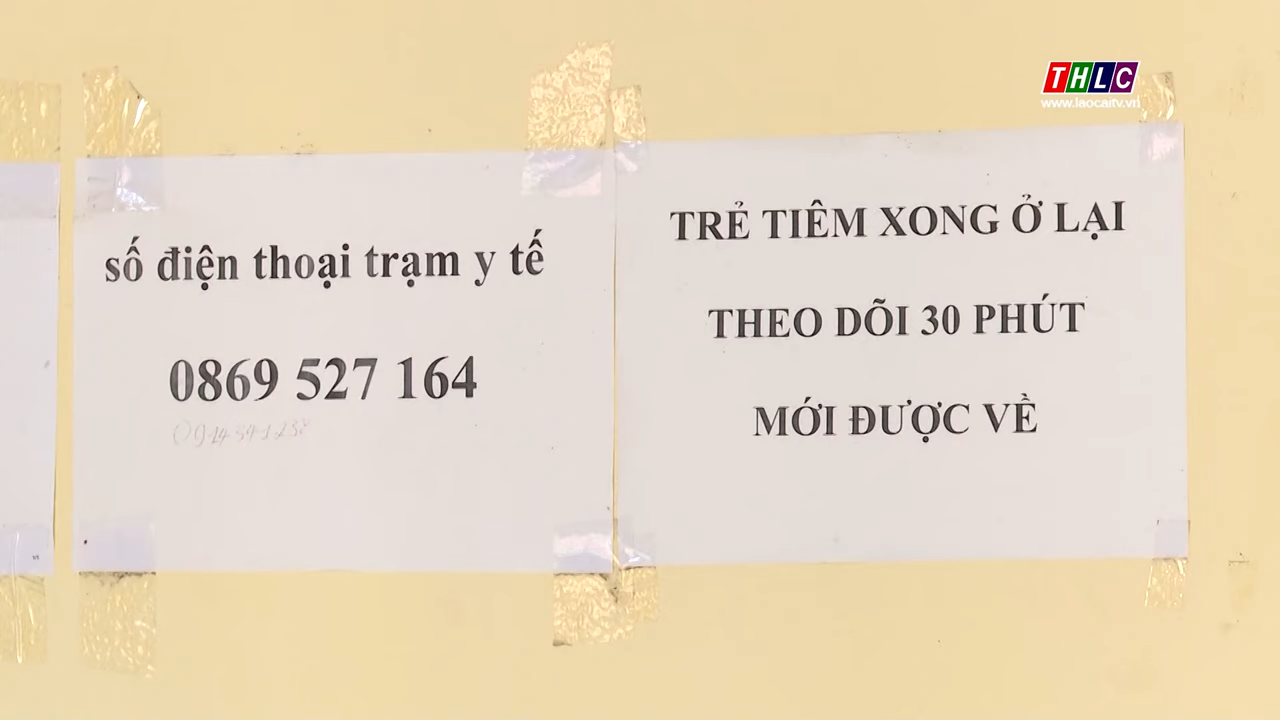 THLC
www.laocaitv.vn
số điện thoại trạm y tế
0869 527 164
TRẺ TIÊM XONG Ở LẠI
THEO DÕI 30 PHÚT
MỚI ĐƯỢC VỀ